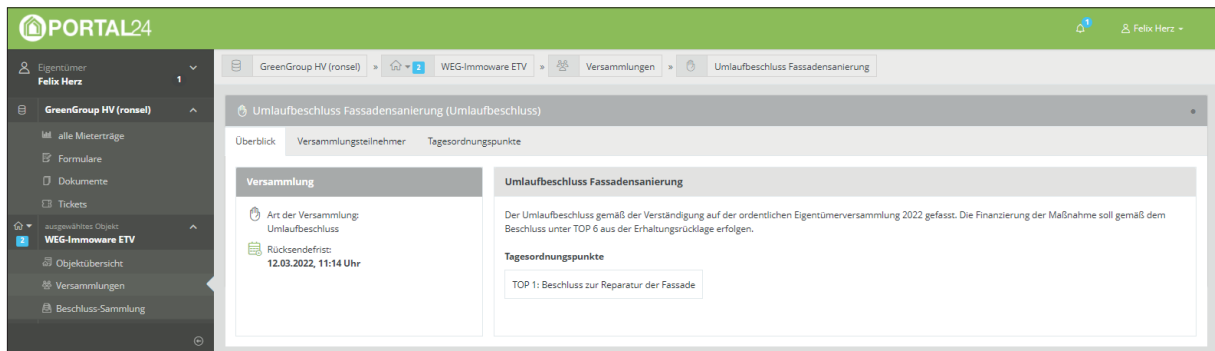 PORTAL24
1
Felix Herz
Eigentümer
Felix Herz
1
GreenGroup HV (ronsel)
alle Mieterträge
Formulare
Dokumente
Tickets
ausgewähltes Objekt
2
WEG-Immoware ETV
Objektübersicht
Versammlungen
Beschluss-Sammlung
GreenGroup HV (ronsel) » 2 WEG-Immoware ETV » Versammlungen » Umlaufbeschluss Fassadensanierung
Umlaufbeschluss Fassadensanierung (Umlaufbeschluss)
Überblick Versammlungsteilnehmer Tagesordnungspunkte
Versammlung
Art der Versammlung:
Umlaufbeschluss
Rücksendefrist:
12.03.2022, 11:14 Uhr
Umlaufbeschluss Fassadensanierung
Der Umlaufbeschluss gemäß der Verständigung auf der ordentlichen Eigentümerversammlung 2022 gefasst. Die Finanzierung der Maßnahme soll gemäß dem
Beschluss unter TOP 6 aus der Erhaltungsrücklage erfolgen.
Tagesordnungspunkte
TOP 1: Beschluss zur Reparatur der Fassade